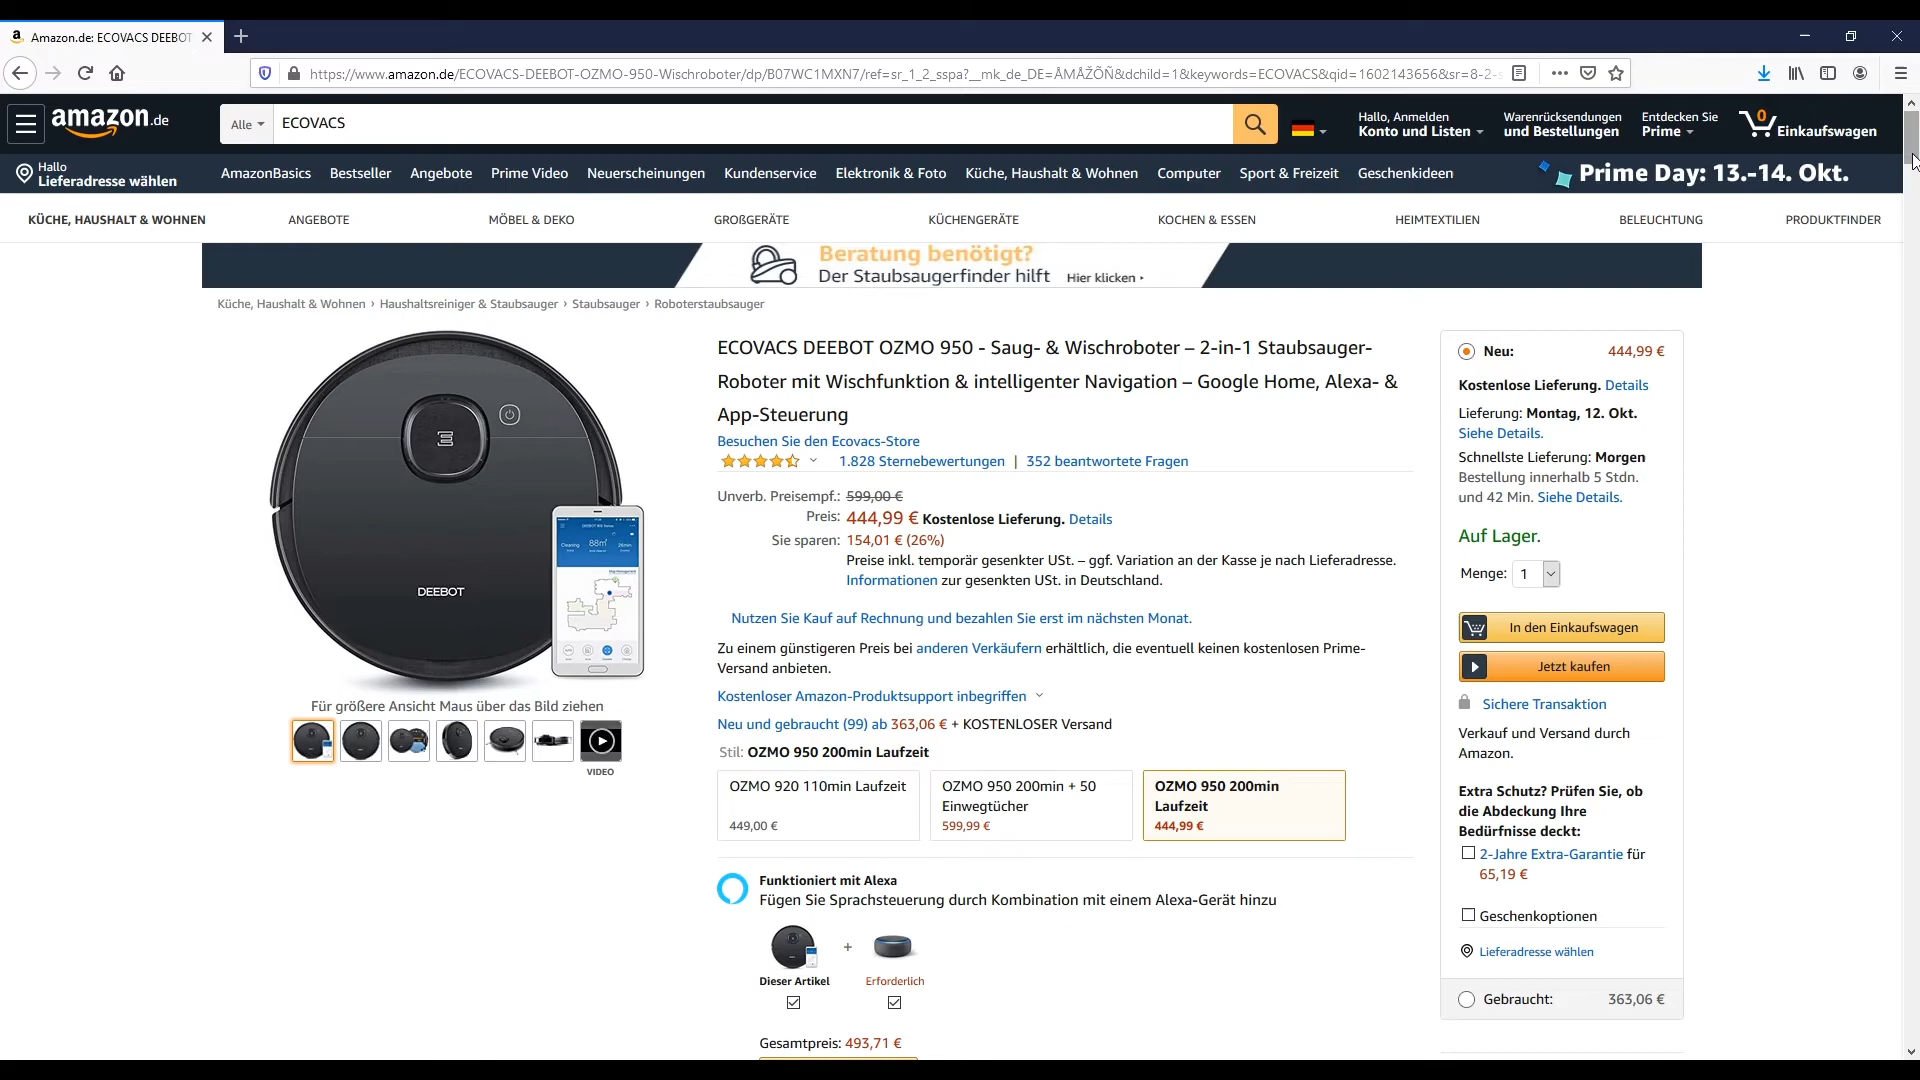 Amazon.de: ECOVACS DEEBOT
https://www.amazon.de/ECOVACS-DEEBOT-OZMO-950-Wischroboter/dp/B07WC1MXN7/ref=sr_1_2_sspa?__mk_de_DE=ÅMÅŽÕÑ&dchild=1&keywords=ECOVACS&qid=1602143656&sr=8-2-s
amazon.de
Alle
ECOVACS
Hallo, Anmelden
Konto und Listen
Warenrücksendungen
und Bestellungen
Entdecken Sie
Prime
0
Einkaufswagen
Hallo
Lieferadresse wählen
AmazonBasics Bestseller Angebote Prime Video Neuerscheinungen Kundenservice Elektronik & Foto Küche, Haushalt & Wohnen Computer Sport & Freizeit Geschenkideen
Prime Day: 13.-14. Okt.
KÜCHE, HAUSHALT & WOHNEN ANGEBOTE MÖBEL & DEKO GROßGERÄTE KÜCHENGERÄTE KOCHEN & ESSEN HEIMTEXTILIEN BELEUCHTUNG PRODUKTFINDER
Beratung benötigt?
Der Staubsaugerfinder hilft Hier klicken
Küche, Haushalt & Wohnen › Haushaltsreiniger & Staubsauger › Staubsauger › Roboterstaubsauger
DEEBOT
Cleaning 88m² 26min
Für größere Ansicht Maus über das Bild ziehen
VIDEO
ECOVACS DEEBOT OZMO 950 - Saug- & Wischroboter – 2-in-1 Staubsauger-
Roboter mit Wischfunktion & intelligenter Navigation – Google Home, Alexa- &
App-Steuerung
Besuchen Sie den Ecovacs-Store
1.828 Sternebewertungen | 352 beantwortete Fragen
Unverb. Preisempf.: 599,00 €
Preis: 444,99 € Kostenlose Lieferung. Details
Sie sparen: 154,01 € (26%)
Preise inkl. temporär gesenkter USt. – ggf. Variation an der Kasse je nach Lieferadresse.
Informationen zur gesenkten USt. in Deutschland.
Nutzen Sie Kauf auf Rechnung und bezahlen Sie erst im nächsten Monat.
Zu einem günstigeren Preis bei anderen Verkäufern erhältlich, die eventuell keinen kostenlosen Prime-
Versand anbieten.
Kostenloser Amazon-Produktsupport inbegriffen
Neu und gebraucht (99) ab 363,06 € + KOSTENLOSER Versand
Stil: OZMO 950 200min Laufzeit
OZMO 920 110min Laufzeit
449,00 €
OZMO 950 200min + 50
Einwegtücher
599,99 €
OZMO 950 200min
Laufzeit
444,99 €
Funktioniert mit Alexa
Fügen Sie Sprachsteuerung durch Kombination mit einem Alexa-Gerät hinzu
+
Dieser Artikel
Erforderlich
Gesamtpreis: 493,71 €
Neu: 444,99 €
Kostenlose Lieferung. Details
Lieferung: Montag, 12. Okt.
Siehe Details.
Schnellste Lieferung: Morgen
Bestellung innerhalb 5 Stdn.
und 42 Min. Siehe Details.
Auf Lager.
Menge: 1
In den Einkaufswagen
Jetzt kaufen
Sichere Transaktion
Verkauf und Versand durch
Amazon.
Extra Schutz? Prüfen Sie, ob
die Abdeckung Ihre
Bedürfnisse deckt:
2-Jahre Extra-Garantie für
65,19 €
Geschenkoptionen
Lieferadresse wählen
Gebraucht: 363,06 €